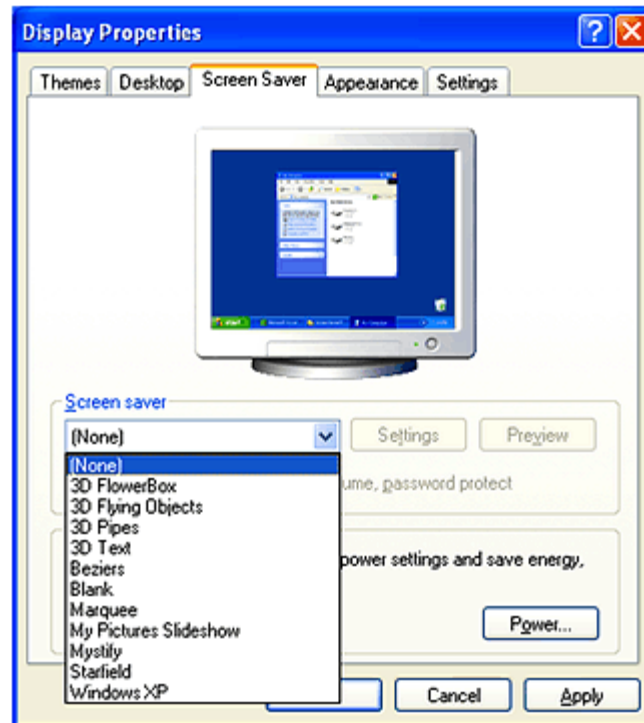 Display Properties
Themes Desktop Screen Saver Appearance Settings
start
Screen saver
(None) Settings Preview
(None)
3D FlowerBox
3D Flying Objects
ume, password protect
3D Pipes
3D Text
power settings and save energy,
Beziers
Blank
Marquee
My Pictures Slideshow
Power...
Mystify
Starfield
Windows XP
Cancel Apply